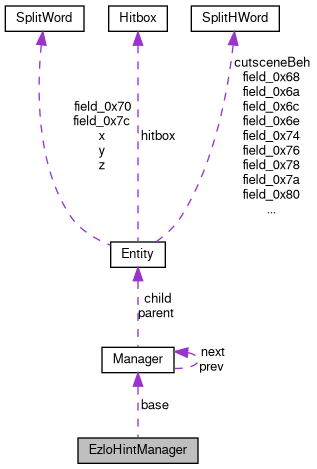 SplitWord
Hitbox
SplitHWord
field_0x70
field_0x7c
x
y
z
hitbox
cutsceneBeh
field_0x68
field_0x6a
field_0x6c
field_0x6e
field_0x74
field_0x76
field_0x78
field_0x7a
field_0x80
...
Entity
child
parent
Manager
next
prev
base
EzloHintManager